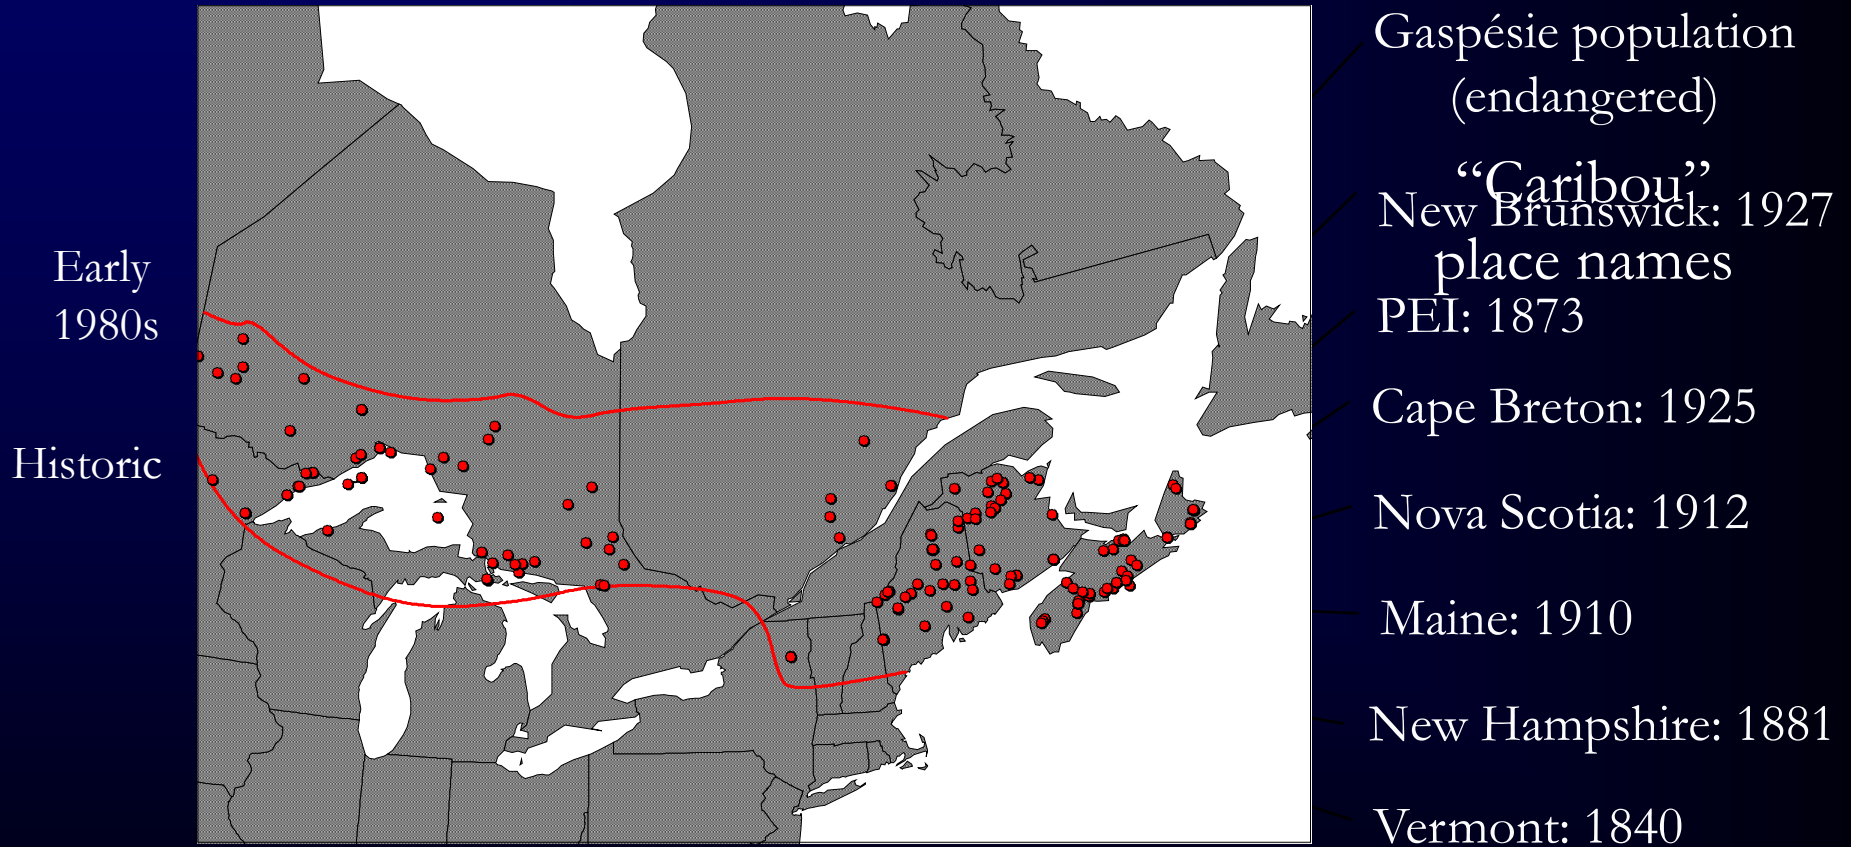 Early
1980s
Historic
Gaspésie population
(endangered)
“Caribou”
place names
New Brunswick: 1927
PEI: 1873
Cape Breton: 1925
Nova Scotia: 1912
Maine: 1910
New Hampshire: 1881
Vermont: 1840